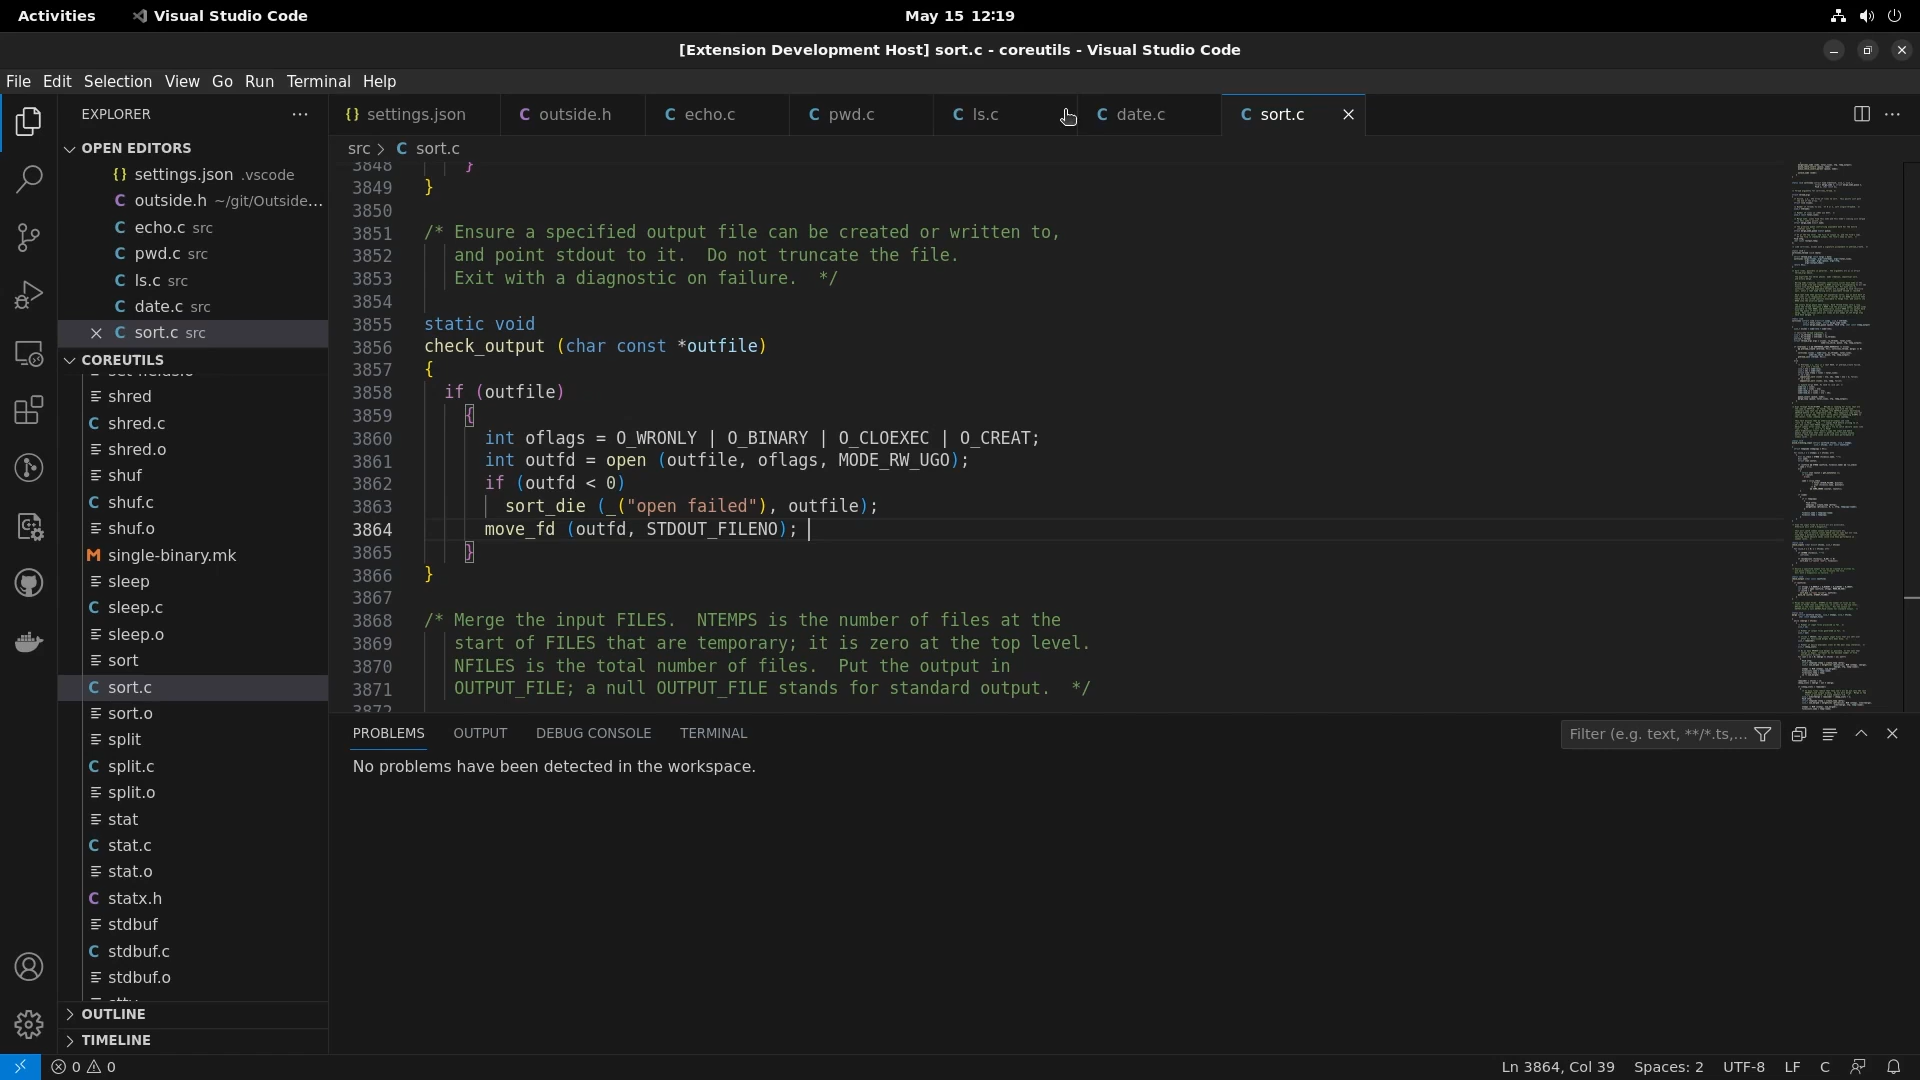 Activities
Visual Studio Code
May 15 12:19
[Extension Development Host] sort.c - coreutils - Visual Studio Code
File Edit Selection View Go Run Terminal Help
EXPLORER
OPEN EDITORS
settings.json .vscode
outside.h ~/git/Outside...
echo.c src
pwd.c src
ls.c src
date.c src
sort.c src
COREUTILS
shred
shred.c
shred.o
shuf
shuf.c
shuf.o
single-binary.mk
sleep
sleep.c
sleep.o
sort
sort.c
sort.o
split
split.c
split.o
stat
stat.c
stat.o
statx.h
stdbuf
stdbuf.c
stdbuf.o
OUTLINE
TIMELINE
settings.json outside.h echo.c pwd.c ls.c date.c sort.c
src > sort.c
3848 }
3849 }
3850
3851 /* Ensure a specified output file can be created or written to,
3852 and point stdout to it.  Do not truncate the file.
3853 Exit with a diagnostic on failure.  */
3854
3855 static void
3856 check_output (char const *outfile)
3857 {
3858 if (outfile)
3859 {
3860 int oflags = O_WRONLY | O_BINARY | O_CLOEXEC | O_CREAT;
3861 int outfd = open (outfile, oflags, MODE_RW_UGO);
3862 if (outfd < 0)
3863 sort_die (_("open failed"), outfile);
3864 move_fd (outfd, STDOUT_FILENO);
3865 }
3866 }
3867
3868 /* Merge the input FILES.  NTEMPS is the number of files at the
3869 start of FILES that are temporary; it is zero at the top level.
3870 NFILES is the total number of files.  Put the output in
3871 OUTPUT_FILE; a null OUTPUT_FILE stands for standard output.  */
3872
PROBLEMS OUTPUT DEBUG CONSOLE TERMINAL
Filter (e.g. text, **/*.ts,...
No problems have been detected in the workspace.
0 0
Ln 3864, Col 39 Spaces: 2 UTF-8 LF C